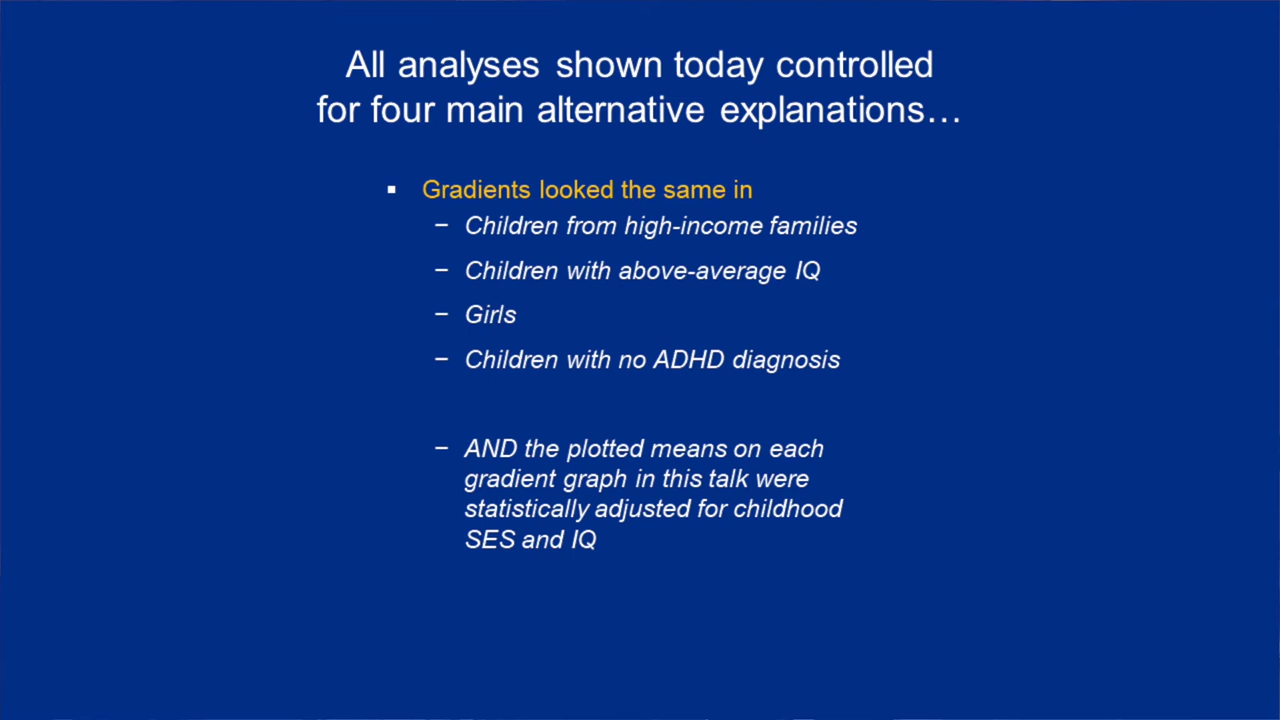 All analyses shown today controlled
for four main alternative explanations…
▪ Gradients looked the same in
– Children from high-income families
– Children with above-average IQ
– Girls
– Children with no ADHD diagnosis
– AND the plotted means on each
gradient graph in this talk were
statistically adjusted for childhood
SES and IQ